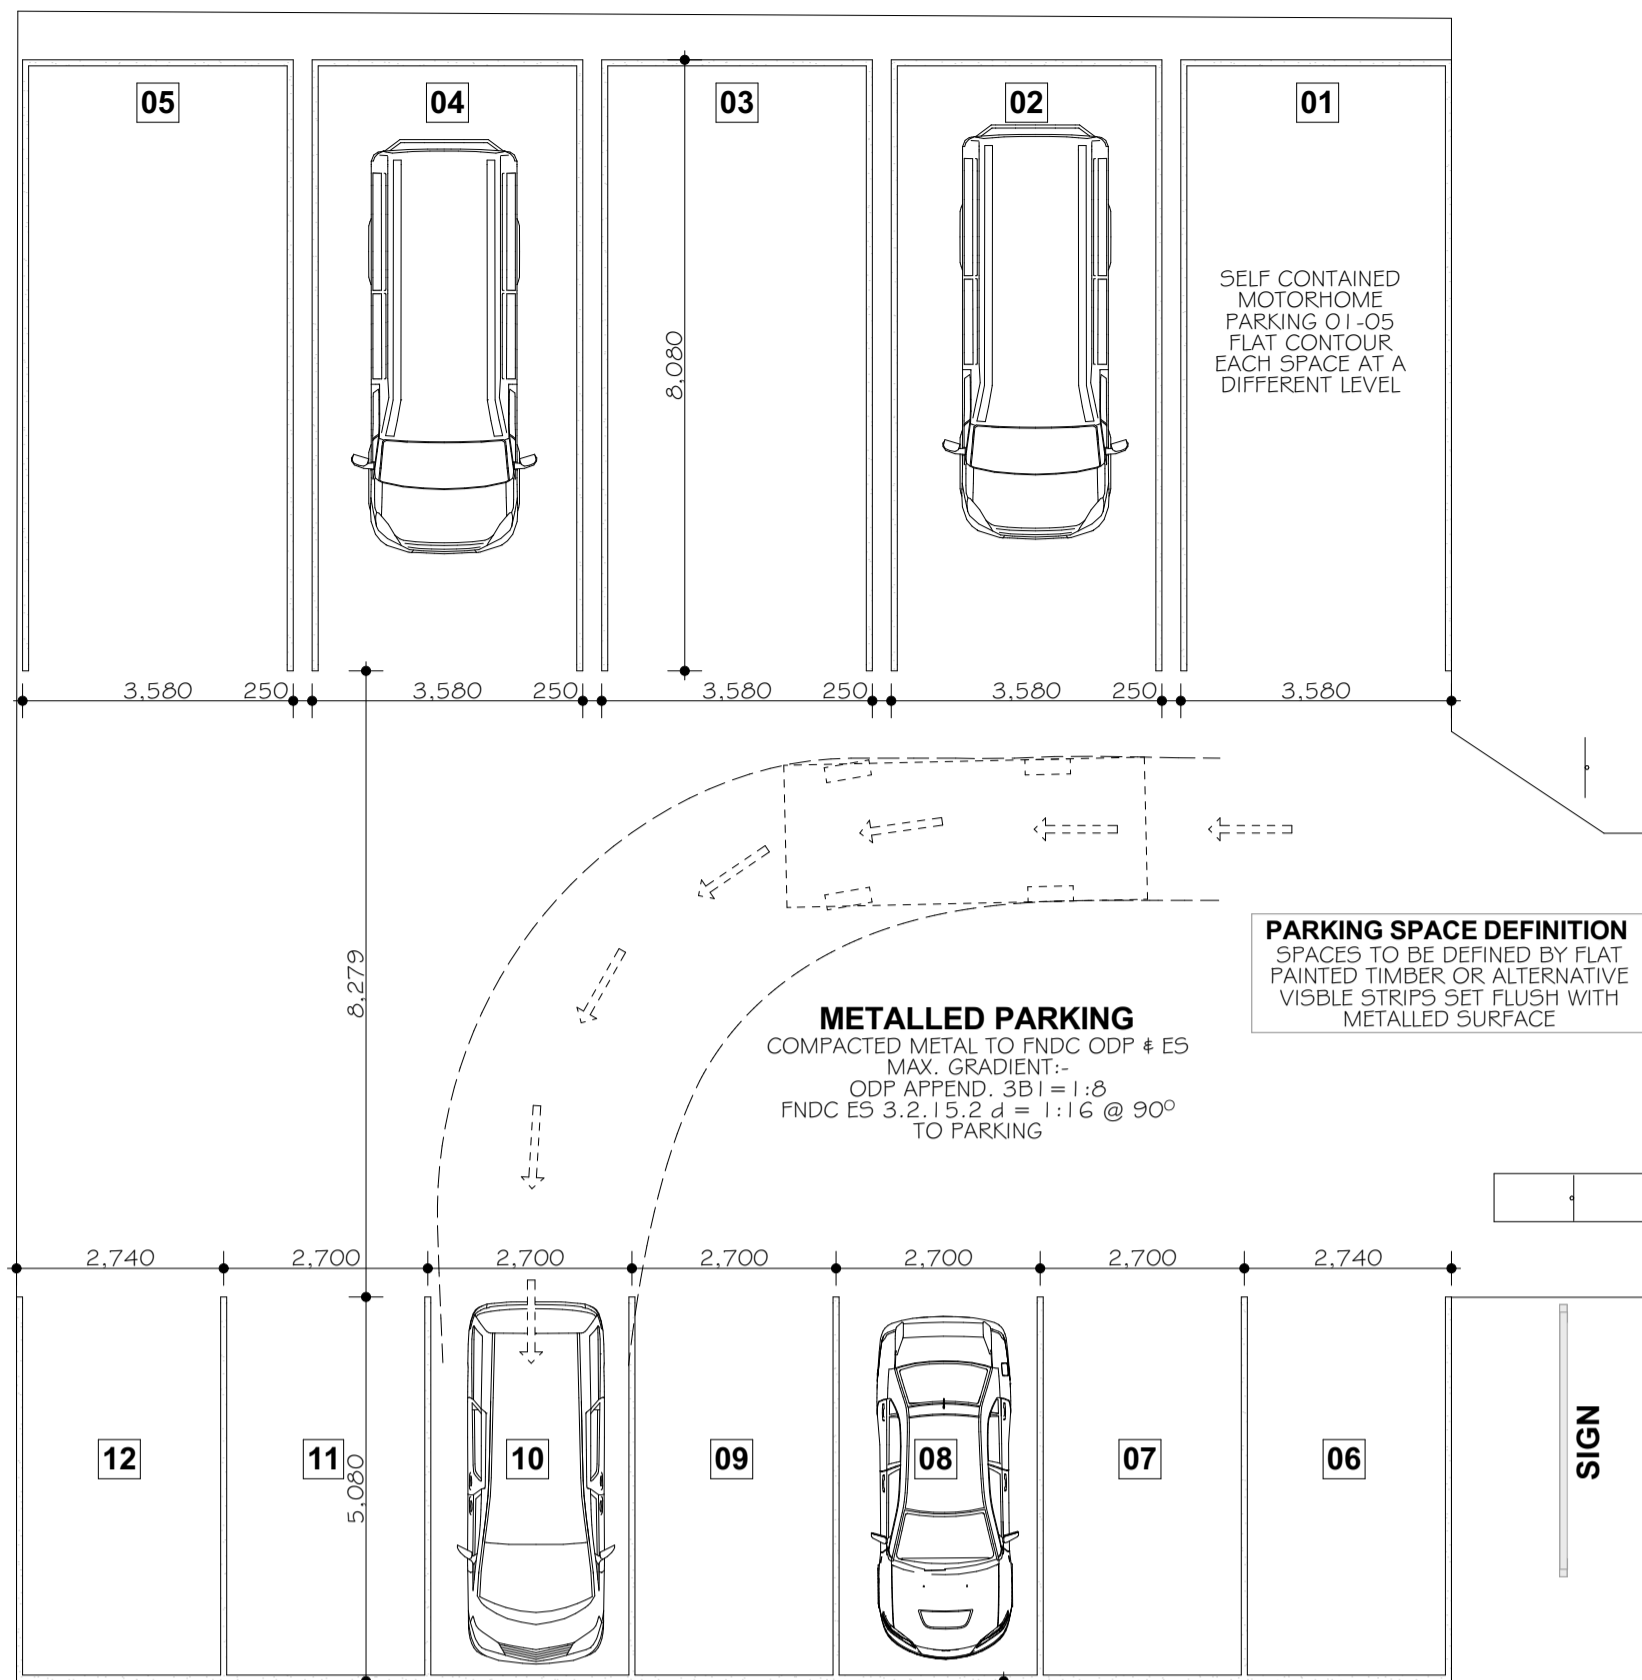 05
04
03
02
01
SELF CONTAINED
MOTORHOME
PARKING 01-05
FLAT CONTOUR
EACH SPACE AT A
DIFFERENT LEVEL
8,080
3,580 250 3,580 250 3,580 250 3,580 250 3,580
8,279
PARKING SPACE DEFINITION
SPACES TO BE DEFINED BY FLAT
PAINTED TIMBER OR ALTERNATIVE
VISBLE STRIPS SET FLUSH WITH
METALLED SURFACE
METALLED PARKING
COMPACTED METAL TO FNDC ODP & ES
MAX. GRADIENT:-
ODP APPEND. 3B1=1:8
FNDC ES 3.2.15.2 d = 1:16 @ 90°
TO PARKING
2,740 2,700 2,700 2,700 2,700 2,700 2,740
12
11
10
09
08
07
06
5,080
SIGN